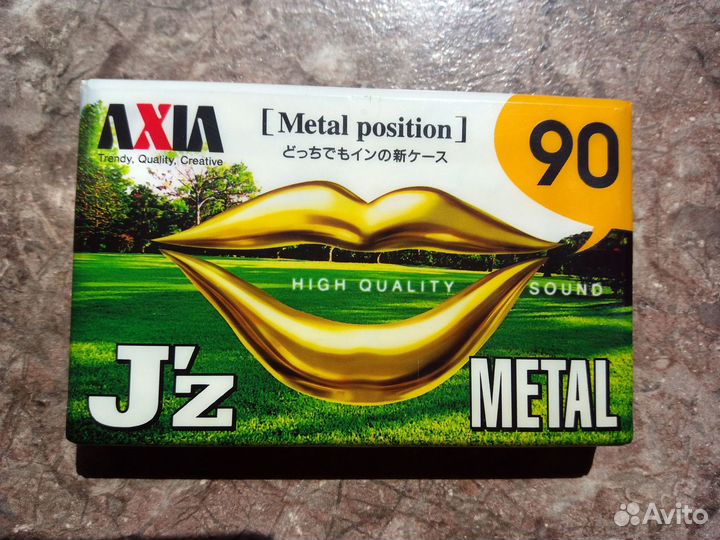 AXIA
Trendy, Quality, Creative
[Metal position]
どっちでもインの新ケース
90
HIGH QUALITY SOUND
J'z
METAL
Avito